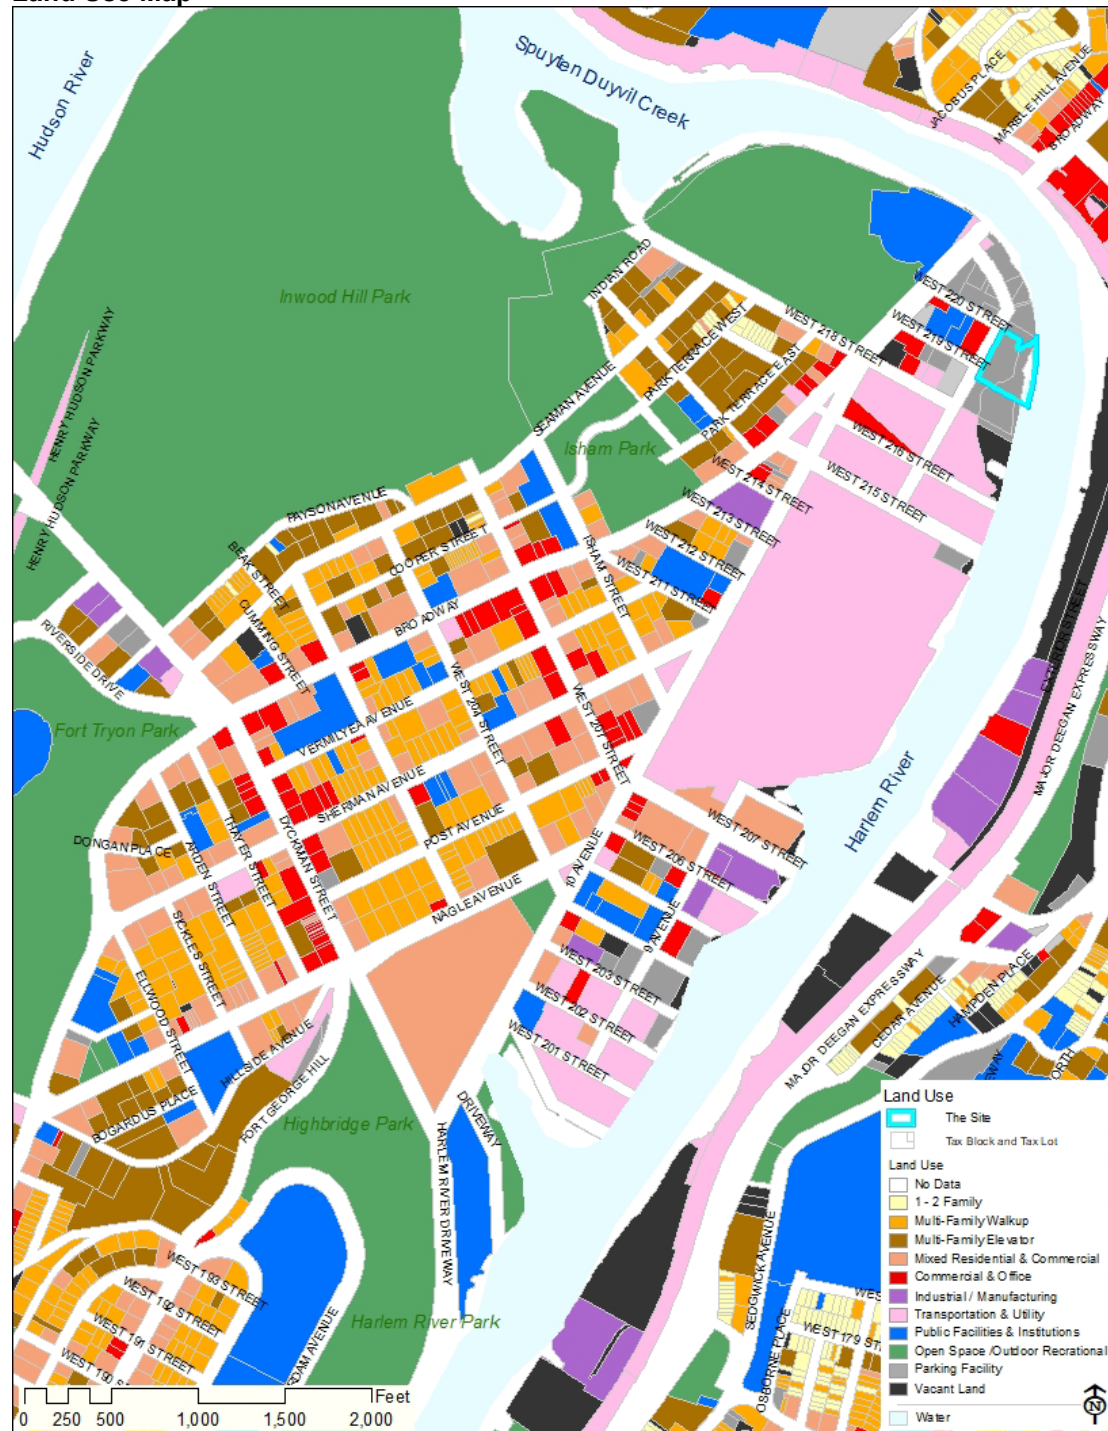 Land Use Map
Hudson River
Spuyten Duyvil Creek
JACOBUS PLACE
MARBLE HILL AVENUE
BROADWAY
Inwood Hill Park
INDIAN ROAD
HENRY HUDSON PARKWAY
HENRY HUDSON PARKWAY
WEST 220 STREET
WEST 219 STREET
WEST 218 STREET
PARK TERRACE WEST
PARK TERRACE EAST
SEAMAN AVENUE
Isham Park
WEST 216 STREET
WEST 215 STREET
WEST 214 STREET
WEST 213 STREET
WEST 212 STREET
WEST 211 STREET
PAYSON AVENUE
BEAK STREET
COOPER STREET
ISHAM STREET
CUMMING STREET
BROADWAY
RIVERSIDE DRIVE
EXTERIOR STREET
MAJOR DEEGAN EXPRESSWAY
Fort Tryon Park
VERMILYEA AVENUE
WEST 204 STREET
WEST 207 STREET
SHERMAN AVENUE
POST AVENUE
Harlem River
DONGAN PLACE
ARDEN STREET
THAYER STREET
DYCKMAN STREET
NAGLE AVENUE
10 AVENUE
WEST 207 STREET
WEST 206 STREET
9 AVENUE
SICKLES STREET
ELLWOOD STREET
WEST 203 STREET
WEST 202 STREET
WEST 201 STREET
MAJOR DEEGAN EXPRESSWAY
CEDAR AVENUE
HAMPDEN PLACE
HILLSIDE AVENUE
FORT GEORGE HILL
BOGARDUS PLACE
Highbridge Park
DRIVEWAY
HARLEM RIVER DRIVEWAY
EWAY
ORTH
WEST 193 STREET
WEST 192 STREET
WEST 191 STREET
WEST 190 S
DAM AVENUE
Harlem River Park
SEDGWICK AVENUE
OSBORNE PLACE
WES
WEST 179 ST
Land Use
The Site
Tax Block and Tax Lot
Land Use
No Data
1 - 2 Family
Multi-Family Walkup
Multi-Family Elevator
Mixed Residential & Commercial
Commercial & Office
Industrial / Manufacturing
Transportation & Utility
Public Facilities & Institutions
Open Space /Outdoor Recreational
Parking Facility
Vacant Land
Water
N
Feet
0 250 500 1,000 1,500 2,000